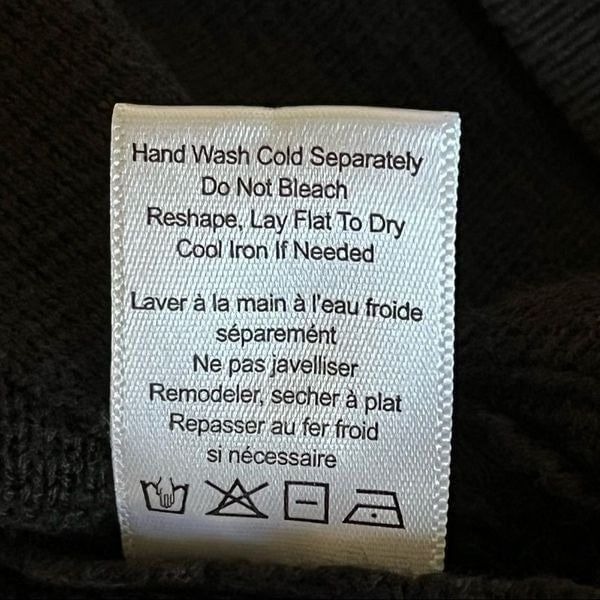 Hand Wash Cold Separately
Do Not Bleach
Reshape, Lay Flat To Dry
Cool Iron If Needed
Laver à la main à l'eau froide
séparemént
Ne pas javelliser
Remodeler, secher à plat
Repasser au fer froid
si nécessaire